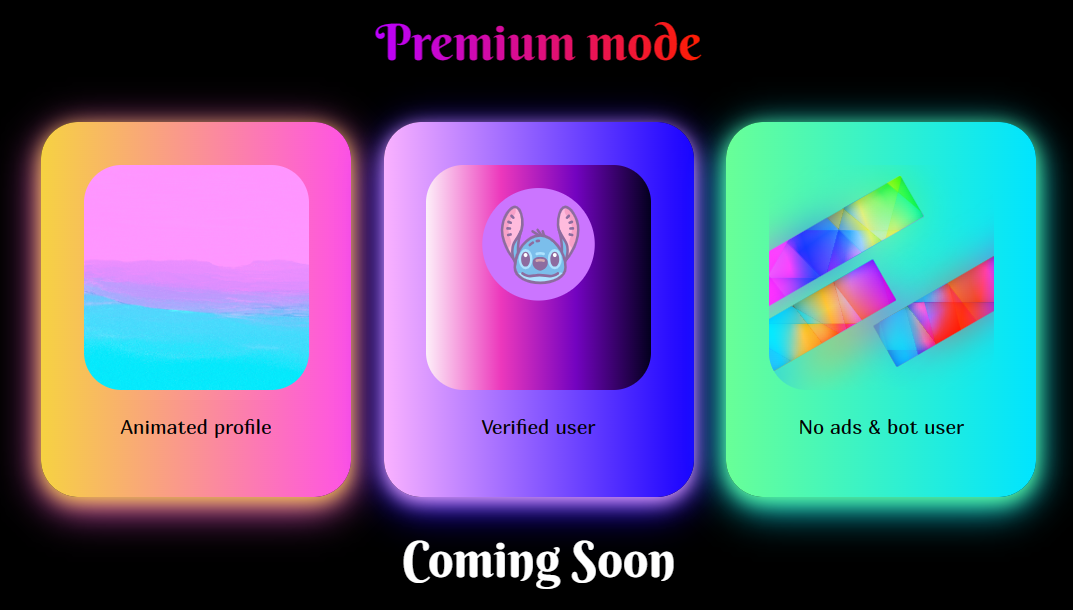 Premium mode
Animated profile
Verified user
No ads & bot user
Coming Soon